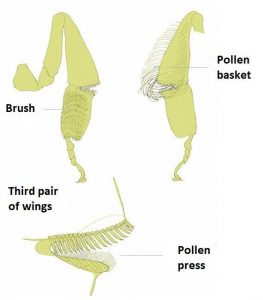 Pollen
basket
Brush
Third pair
of wings
Pollen
press